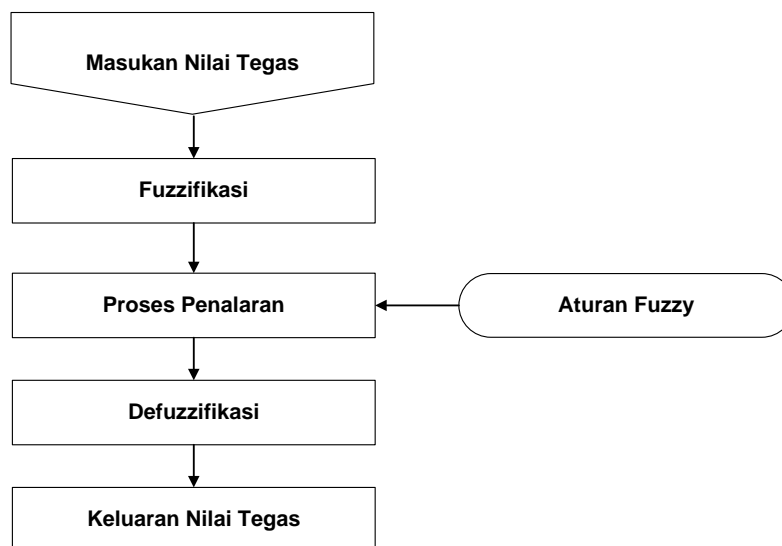 Masukan Nilai Tegas
Fuzzifikasi
Proses Penalaran
Aturan Fuzzy
Defuzzifikasi
Keluaran Nilai Tegas